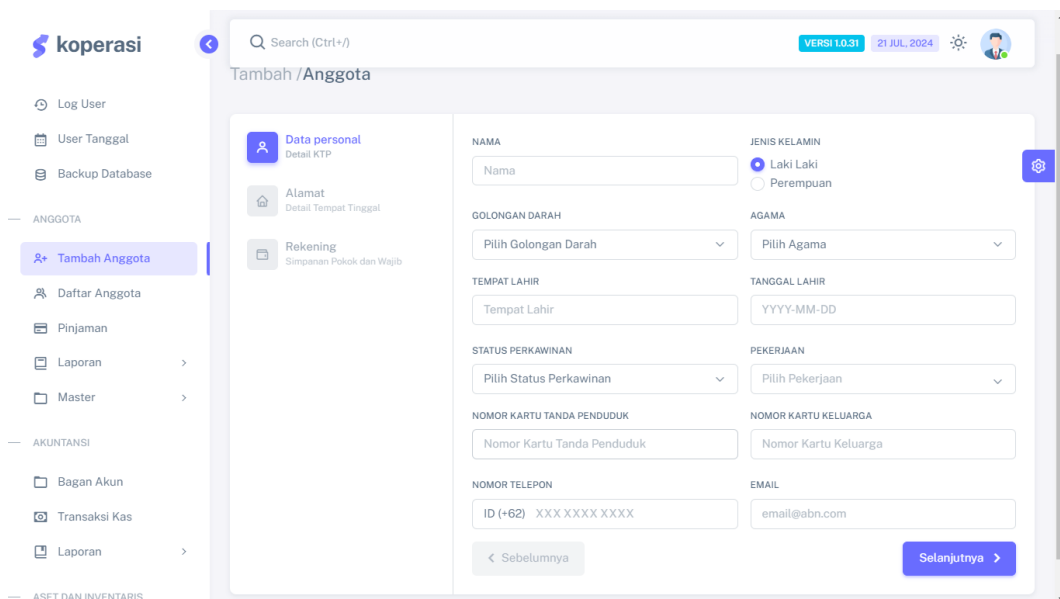 koperasi
Search (Ctrl+/)
VERSI 1.0.31
21 JUL, 2024
Tambah /Anggota
Log User
User Tanggal
Backup Database
ANGGOTA
Tambah Anggota
Daftar Anggota
Pinjaman
Laporan
Master
AKUNTANSI
Bagan Akun
Transaksi Kas
Laporan
ASET DAN INVENTARIS
Data personal
Detail KTP
Alamat
Detail Tempat Tinggal
Rekening
Simpanan Pokok dan Wajib
NAMA
Nama
JENIS KELAMIN
Laki Laki
Perempuan
GOLONGAN DARAH
Pilih Golongan Darah
AGAMA
Pilih Agama
TEMPAT LAHIR
Tempat Lahir
TANGGAL LAHIR
YYYY-MM-DD
STATUS PERKAWINAN
Pilih Status Perkawinan
PEKERJAAN
Pilih Pekerjaan
NOMOR KARTU TANDA PENDUDUK
Nomor Kartu Tanda Penduduk
NOMOR KARTU KELUARGA
Nomor Kartu Keluarga
NOMOR TELEPON
ID (+62) XXX XXXX XXXX
EMAIL
email@abn.com
Sebelumnya
Selanjutnya